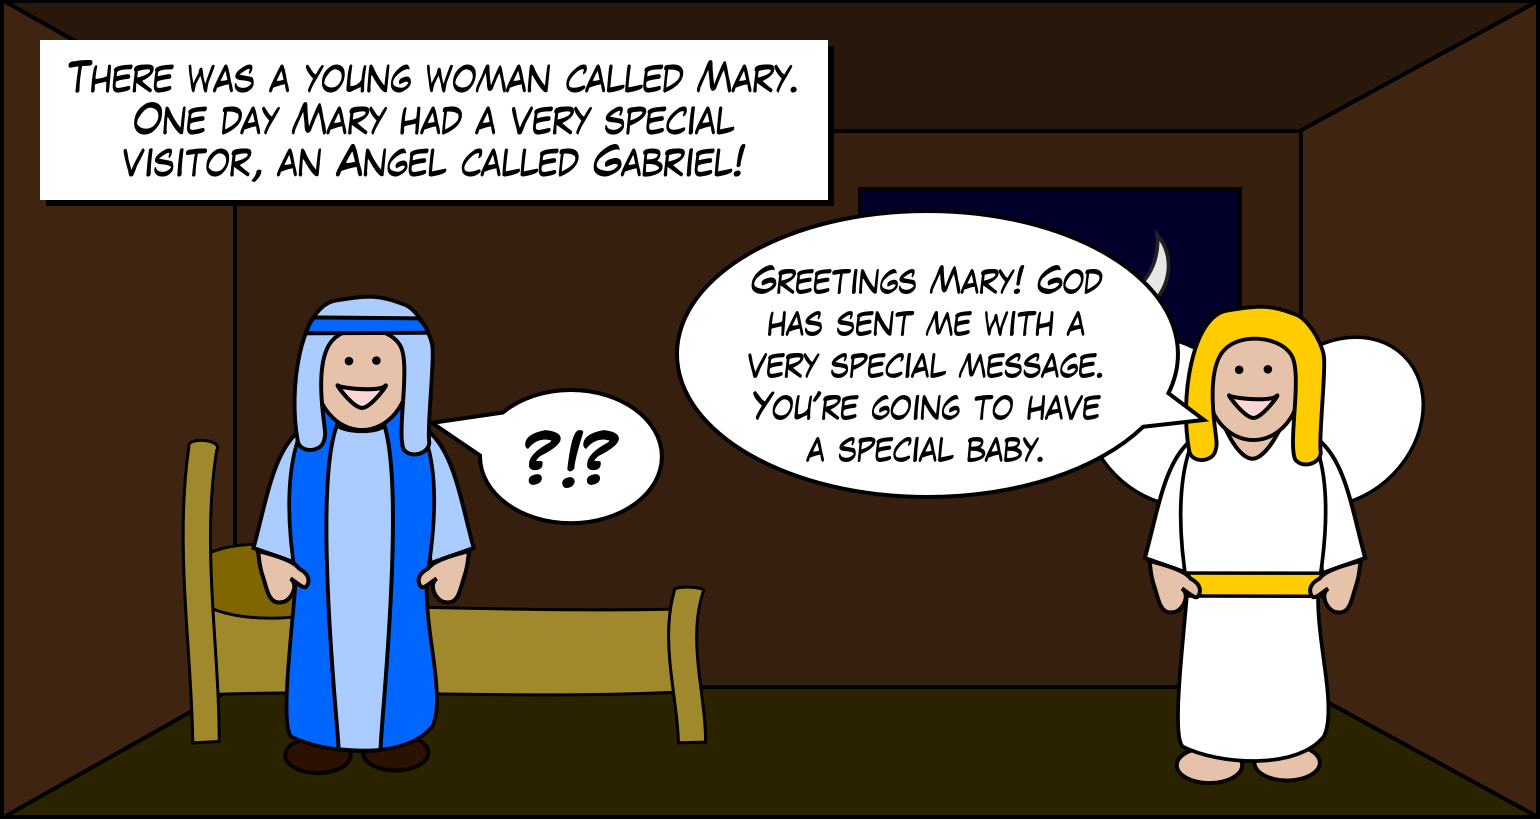 There was a young woman called Mary.
One day Mary had a very special
visitor, an Angel called Gabriel!
?!?
Greetings Mary! God
has sent me with a
very special message.
You're going to have
a special baby.